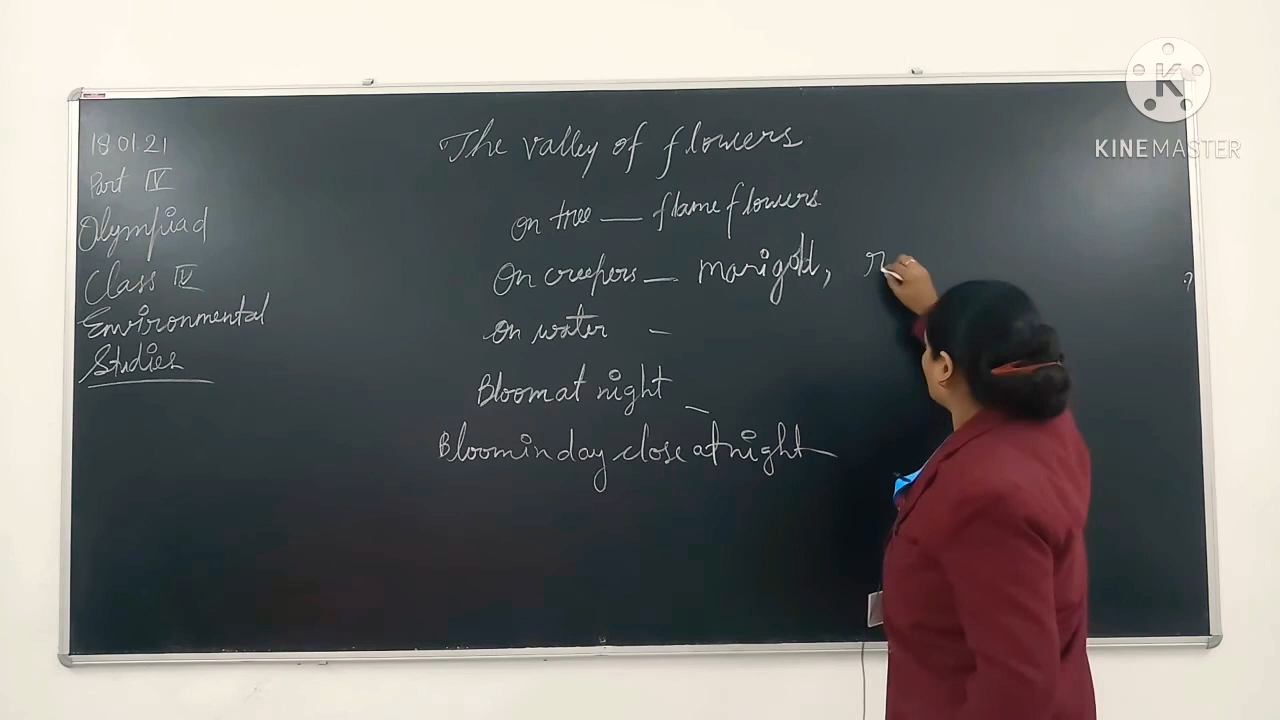 18.01.21
Part IV
Olympiad
Class IV
Environmental
Studies
The valley of flowers
On tree — flame flowers
On creepers — marigold, r
On water —
Bloom at night —
Bloom in day close at night —
KINEMASTER